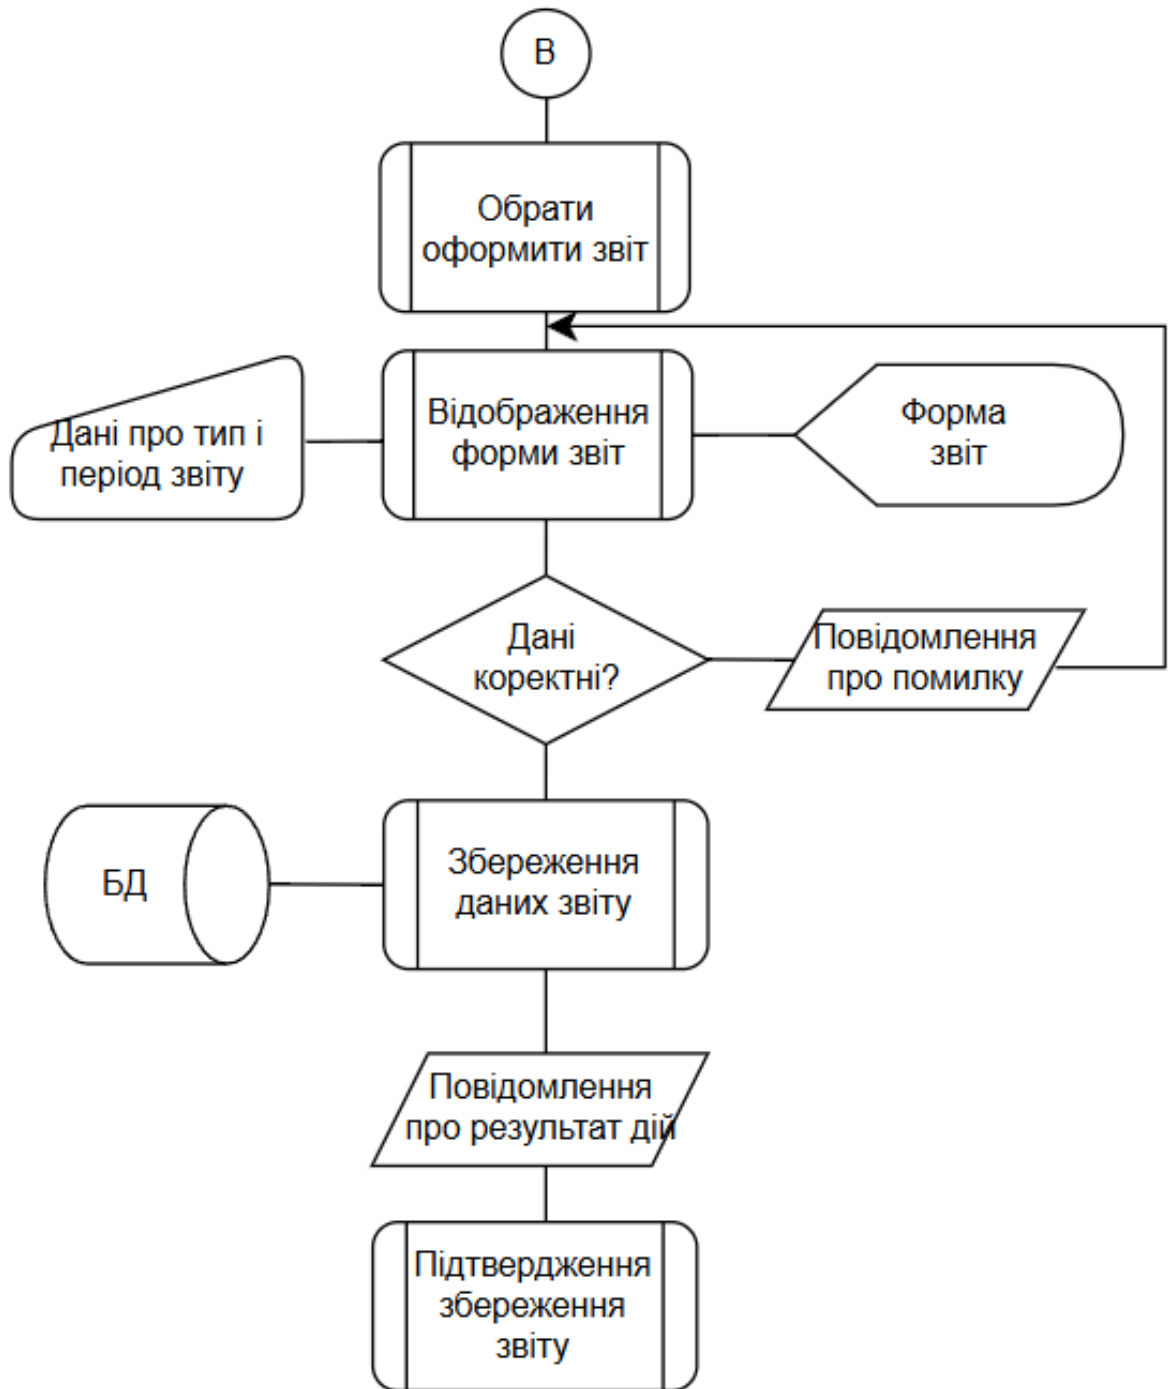 В
Обрати
оформити звіт
Дані про тип і
період звіту
Відображення
форми звіт
Форма
звіт
Дані
коректні?
Повідомлення
про помилку
БД
Збереження
даних звіту
Повідомлення
про результат дій
Підтвердження
збереження
звіту